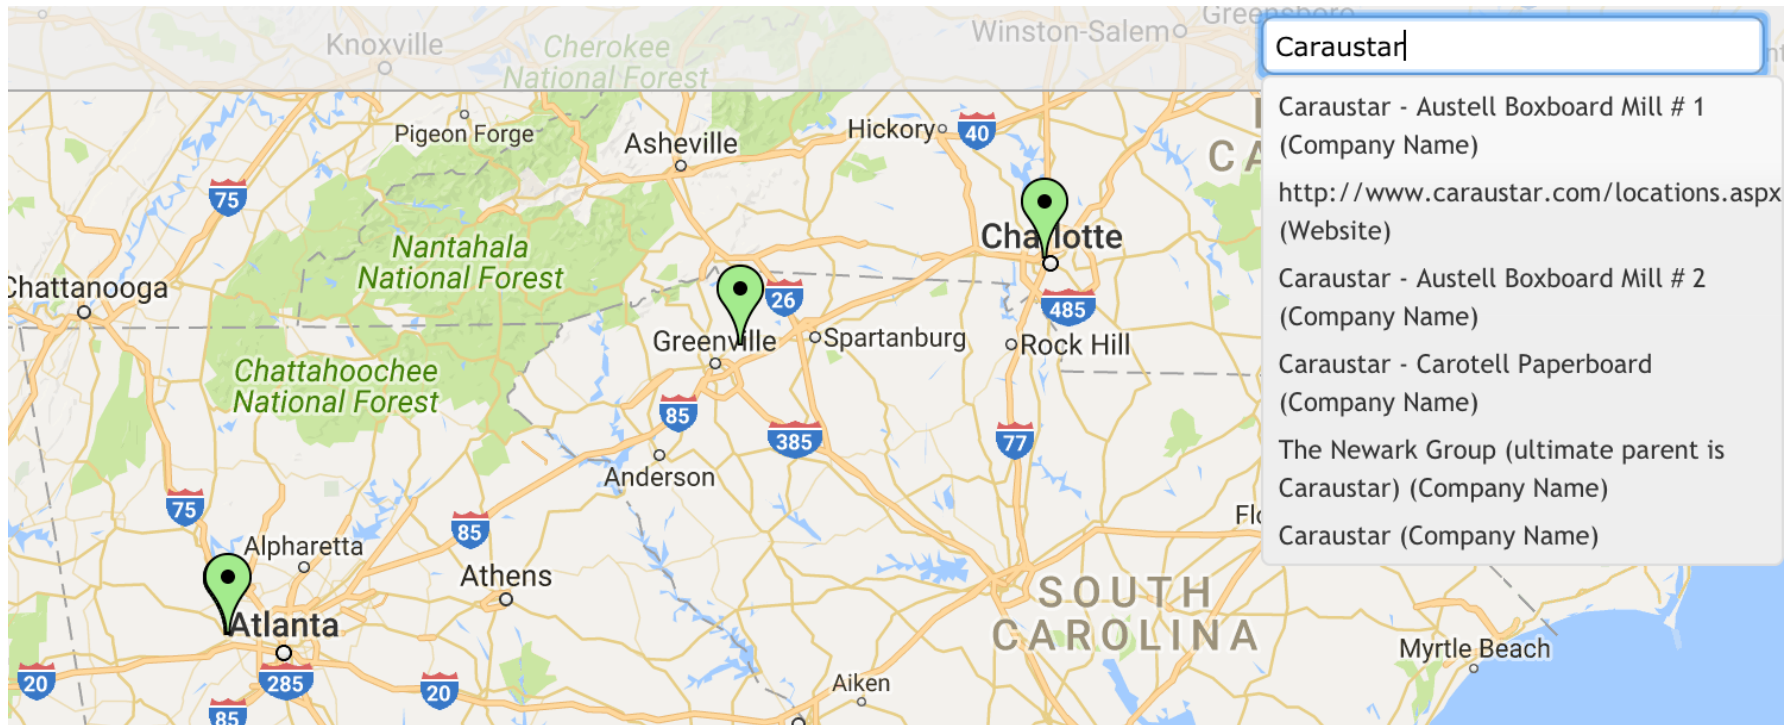 Greensboro
Knoxville
Cherokee
National Forest
Winston-Salem
Caraustar
Caraustar - Austell Boxboard Mill # 1
(Company Name)
http://www.caraustar.com/locations.aspx
(Website)
Caraustar - Austell Boxboard Mill # 2
(Company Name)
Caraustar - Carotell Paperboard
(Company Name)
The Newark Group (ultimate parent is
Caraustar) (Company Name)
Caraustar (Company Name)
Pigeon Forge
Asheville
Hickory
40
75
Charlotte
Nantahala
National Forest
Chattanooga
26
485
Greenville
Spartanburg
Rock Hill
Chattahoochee
National Forest
85
385
77
Anderson
75
85
Alpharetta
Athens
Atlanta
SOUTH
CAROLINA
Myrtle Beach
20
285
20
Aiken
85